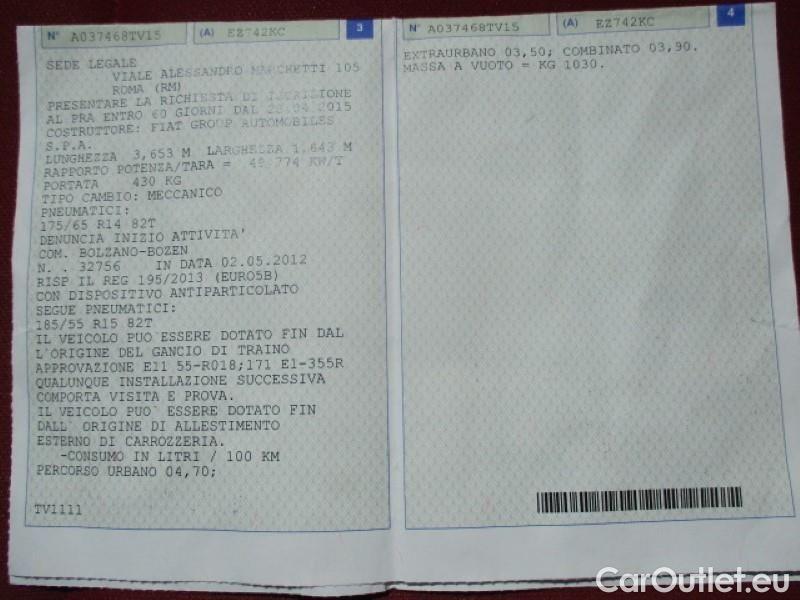 N° A037468TV15 (A) EZ742KC 3
SEDE LEGALE
VIALE ALESSANDRO MARCHETTI 105
ROMA (RM)
PRESENTARE LA RICHIESTA DI ISCRIZIONE
AL PRA ENTRO 60 GIORNI DAL 2015
COSTRUTTORE: FIAT GROUP AUTOMOBILES
S.P.A.
LUNGHEZZA 3,653 M LARGHEZZA 1,643 M
RAPPORTO POTENZA/TARA = KW/T
PORTATA 430 KG
TIPO CAMBIO: MECCANICO
PNEUMATICI:
175/65 R14 82T
DENUNCIA INIZIO ATTIVITA'
COM. BOLZANO-BOZEN
N. . 32756 IN DATA 02.05.2012
RISP IL REG 195/2013 (EURO5B)
CON DISPOSITIVO ANTIPARTICOLATO
SEGUE PNEUMATICI:
185/55 R15 82T
IL VEICOLO PUO` ESSERE DOTATO FIN DAL
L'ORIGINE DEL GANCIO DI TRAINO
APPROVAZIONE E11 55-R018;171 E1-355R
QUALUNQUE INSTALLAZIONE SUCCESSIVA
COMPORTA VISITA E PROVA.
IL VEICOLO PUO` ESSERE DOTATO FIN
DALL` ORIGINE DI ALLESTIMENTO
ESTERNO DI CARROZZERIA.
-CONSUMO IN LITRI / 100 KM
PERCORSO URBANO 04,70;
TV1111
N° A037468TV15 (A) EZ742KC 4
EXTRAURBANO 03,50; COMBINATO 03,90.
MASSA A VUOTO = KG 1030.
CarOutlet.eu